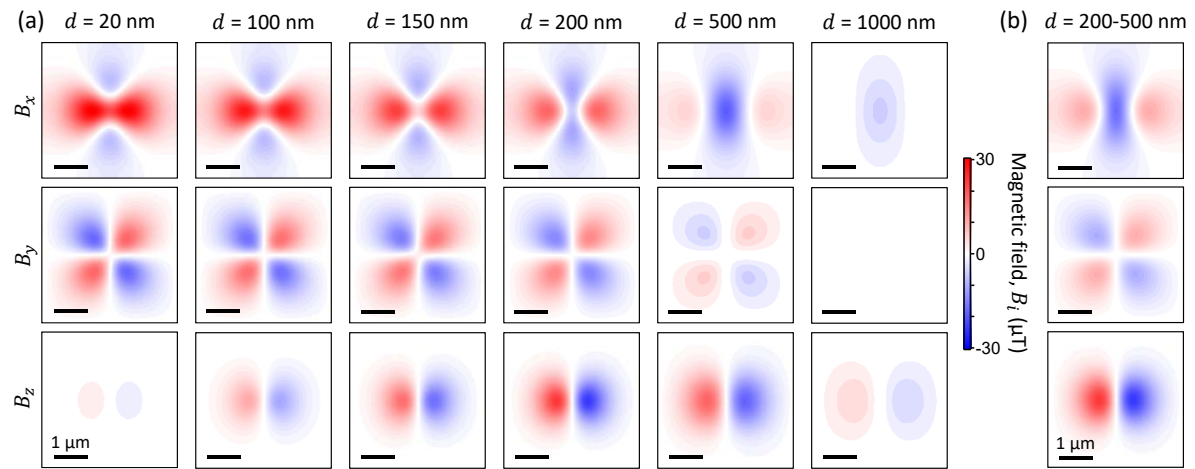 (a) d = 20 nm d = 100 nm d = 150 nm d = 200 nm d = 500 nm d = 1000 nm (b) d = 200-500 nm
Bx
By
Bz
1 μm
30
0
-30
Magnetic field, Bi (μT)
1 μm